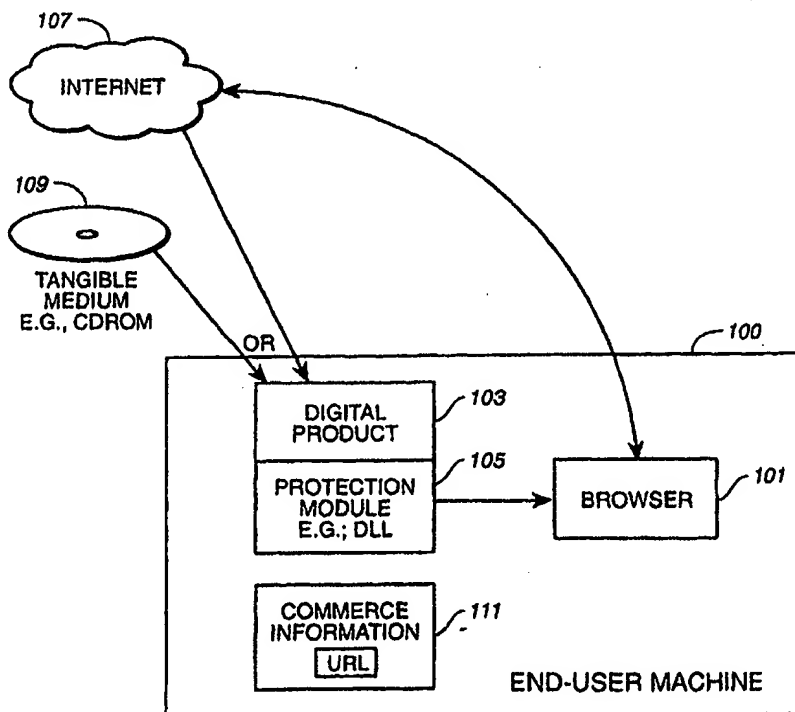 107
INTERNET
109
TANGIBLE
MEDIUM
E.G., CDROM
OR
100
DIGITAL
PRODUCT
103
PROTECTION
MODULE
E.G.; DLL
105
BROWSER
101
COMMERCE
INFORMATION
URL
111
END-USER MACHINE